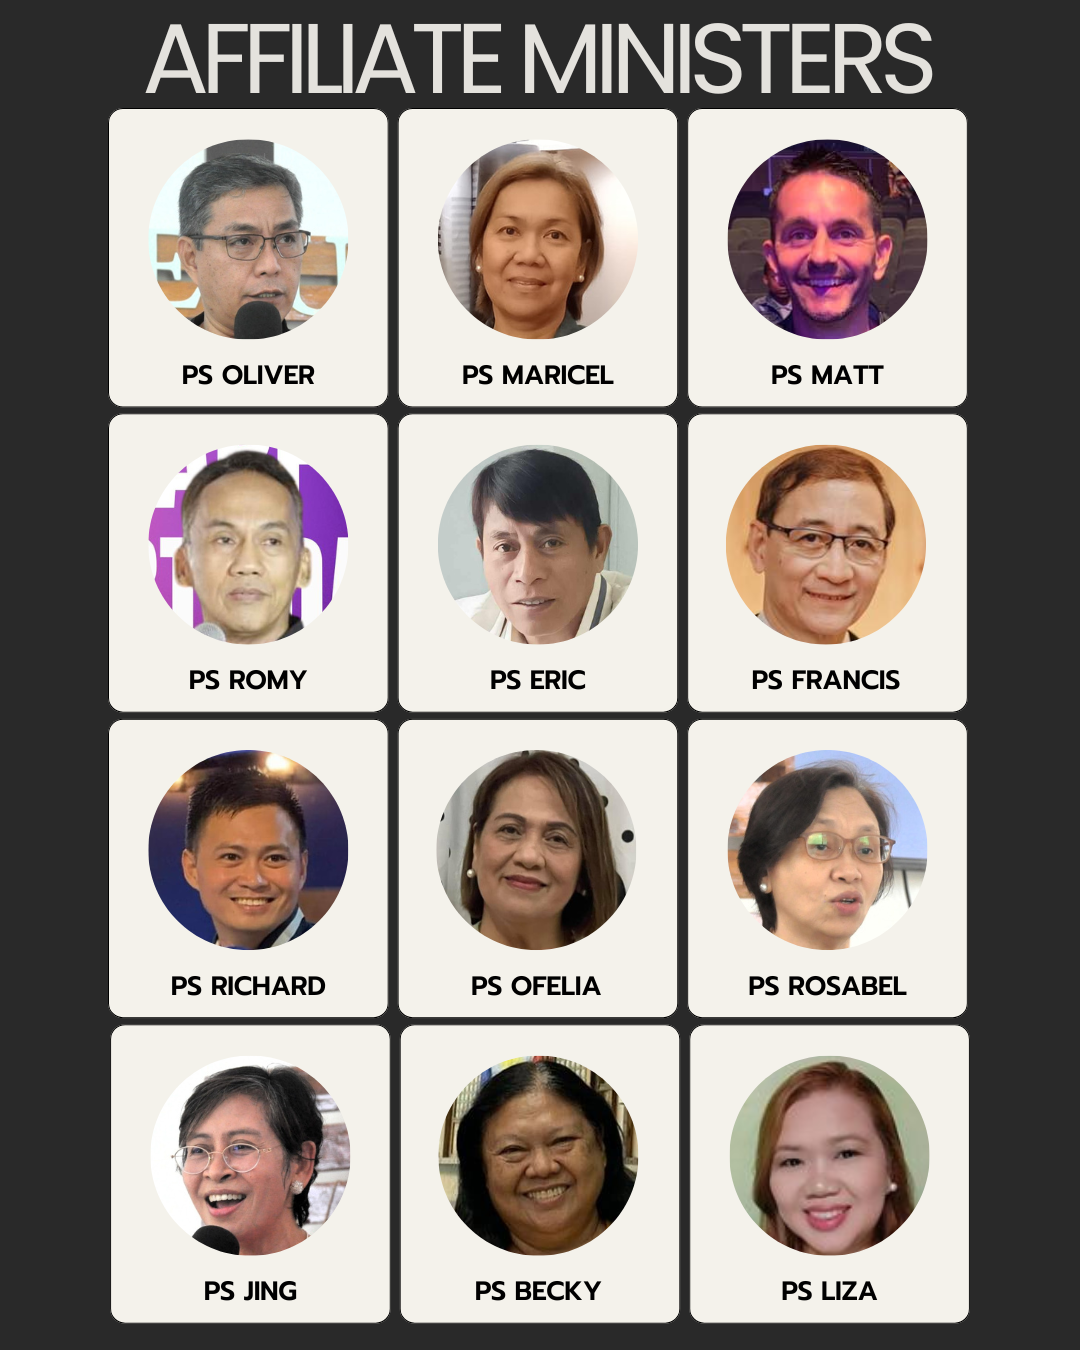 AFFILIATE MINISTERS
PS OLIVER
PS MARICEL
PS MATT
PS ROMY
PS ERIC
PS FRANCIS
PS RICHARD
PS OFELIA
PS ROSABEL
PS JING
PS BECKY
PS LIZA